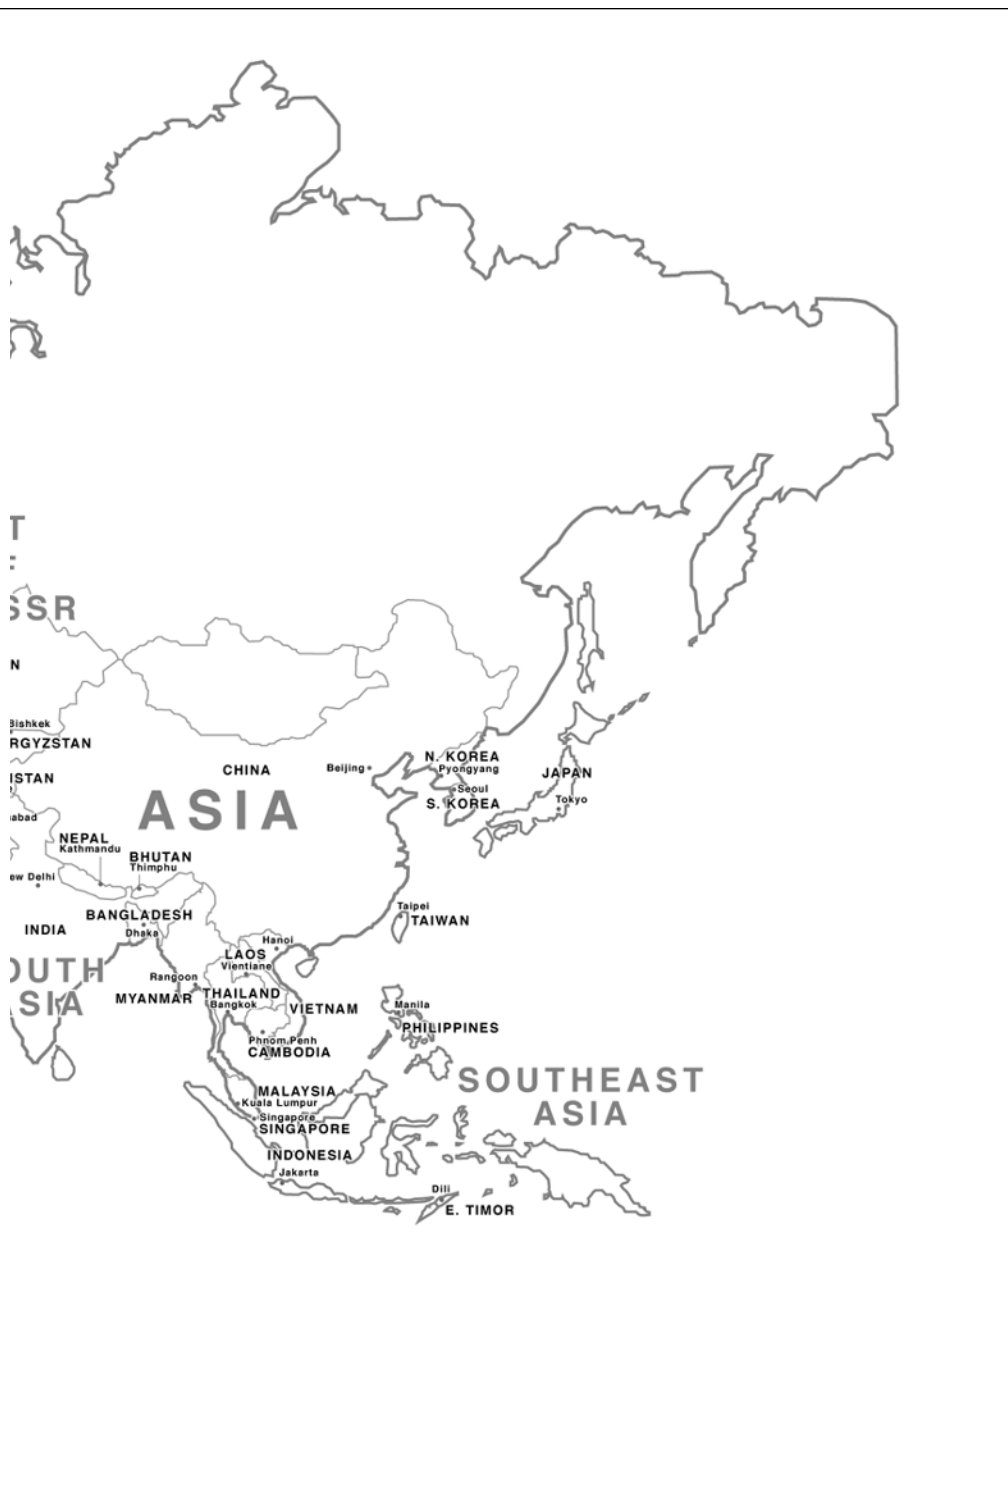 T
F
SSR
N
Bishkek
RGYZSTAN
ISTAN
abad
CHINA
Beijing
N. KOREA
Pyongyang
Seoul
S. KOREA
JAPAN
Tokyo
ASIA
NEPAL
Kathmandu
BHUTAN
Thimphu
ew Delhi
BANGLADESH
Dhaka
INDIA
Taipei
TAIWAN
Hanoi
LAOS
Vientiane
OUTH
SIA
Rangoon
MYANMAR
THAILAND
Bangkok
VIETNAM
Manila
PHILIPPINES
Phnom Penh
CAMBODIA
SOUTHEAST
ASIA
MALAYSIA
Kuala Lumpur
Singapore
SINGAPORE
INDONESIA
Jakarta
Dili
E. TIMOR